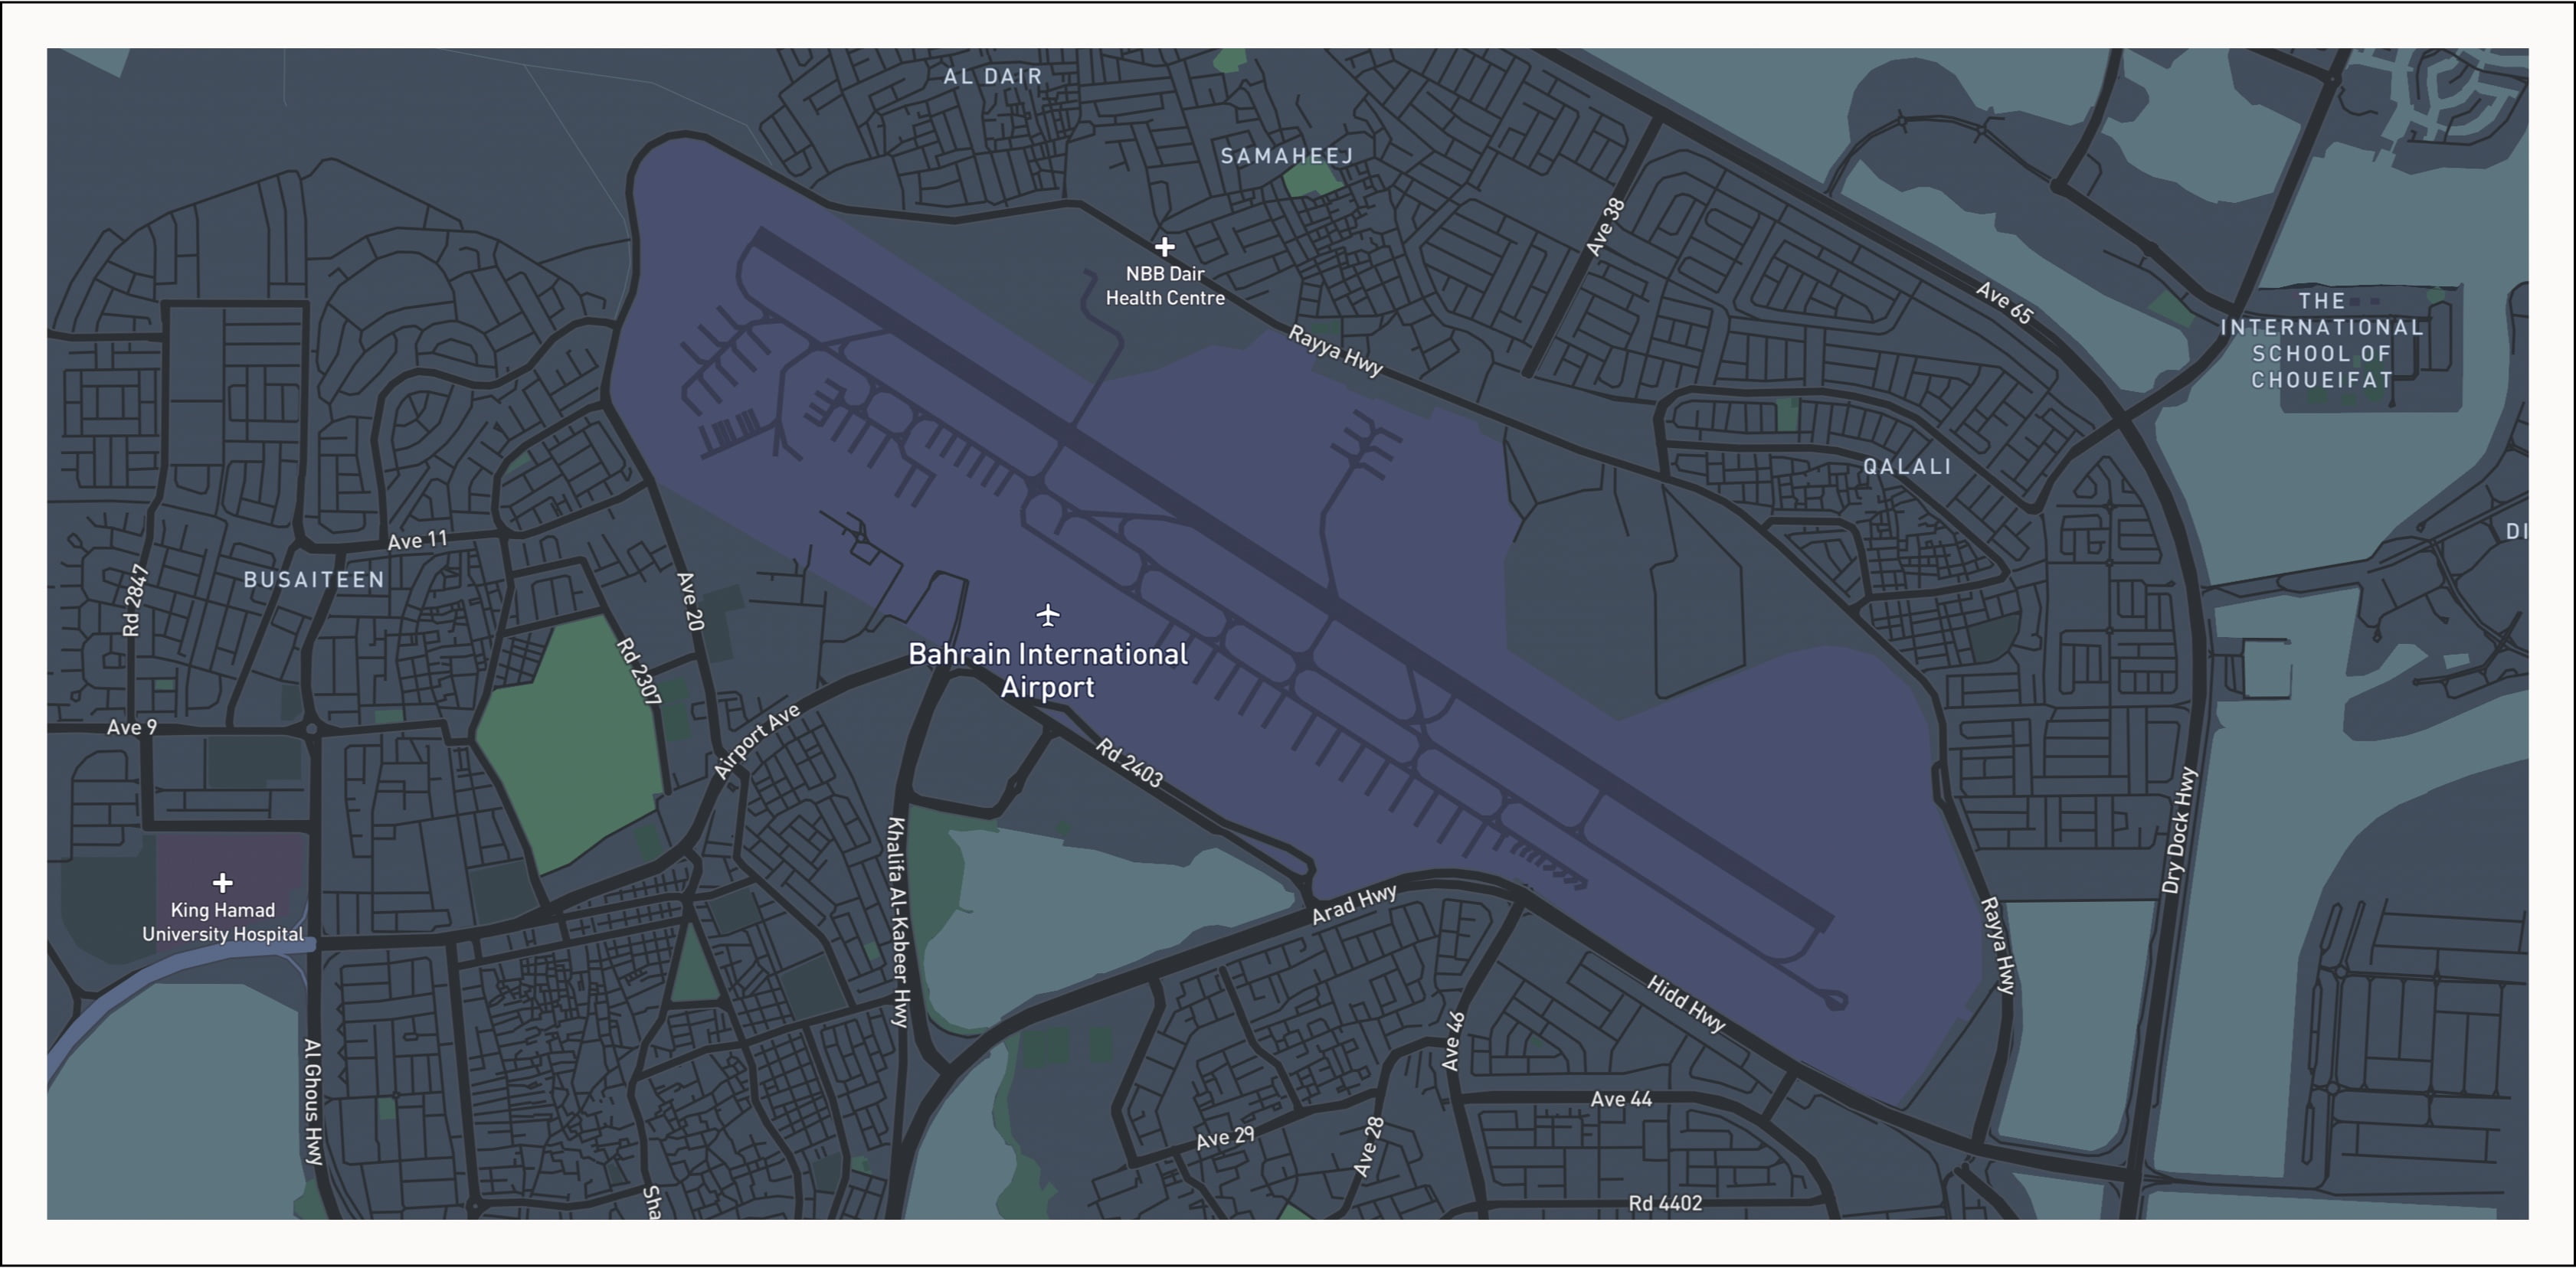 AL DAIR
SAMAHEEJ
Ave 38
NBB Dair
Health Centre
Ave 65
THE
INTERNATIONAL
SCHOOL OF
CHOUEIFAT
Rayya Hwy
QALALI
DI
Ave 11
BUSAITEEN
Rd 2847
Ave 20
Bahrain International
Airport
Rd 2307
Ave 9
Airport Ave
Rd 2403
Dry Dock Hwy
Khalifa Al-Kabeer Hwy
King Hamad
University Hospital
Arad Hwy
Rayya Hwy
Hidd Hwy
Al Ghous Hwy
Ave 46
Ave 44
Ave 29
Ave 28
Sha
Rd 4402